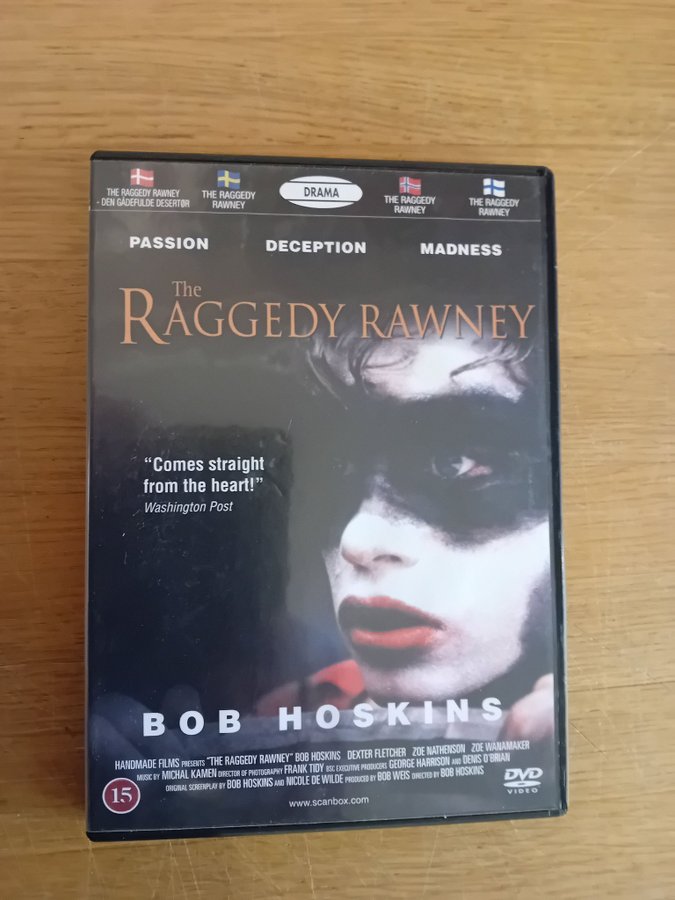 THE RAGGEDY RAWNEY
- DEN GÅDEFULDE DESERTØR
THE RAGGEDY
RAWNEY
DRAMA
THE RAGGEDY
RAWNEY
THE RAGGEDY
RAWNEY
PASSION DECEPTION MADNESS
The
RAGGEDY RAWNEY
“Comes straight
from the heart!”
Washington Post
BOB HOSKINS
HANDMADE FILMS PRESENTS "THE RAGGEDY RAWNEY" BOB HOSKINS DEXTER FLETCHER ZOE NATHENSON ZOE WANAMAKER
MUSIC BY MICHAL KAMEN DIRECTOR OF PHOTOGRAPHY FRANK TIDY BSC EXECUTIVE PRODUCERS GEORGE HARRISON AND DENIS O'BRIAN
ORIGINAL SCREENPLAY BY BOB HOSKINS AND NICOLE DE WILDE PRODUCED BY BOB WEIS DIRECTED BY BOB HOSKINS
15
www.scanbox.com
DVD
VIDEO